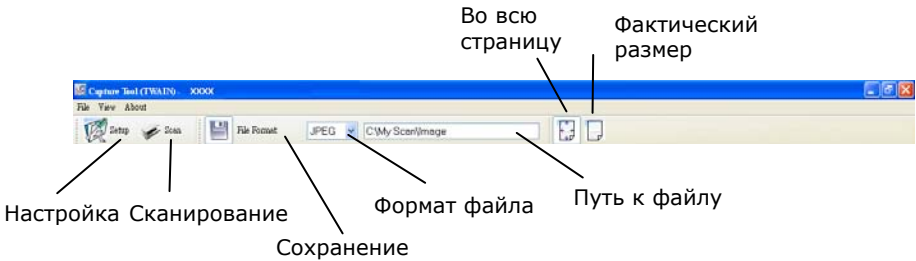 Во всю
страницу
Фактический
размер
Capture Tool (TWAIN) - XXXX
File View About
Setup Scan File Format JPEG C:\My Scan\Image
Настройка Сканирование Формат файла Путь к файлу
Сохранение